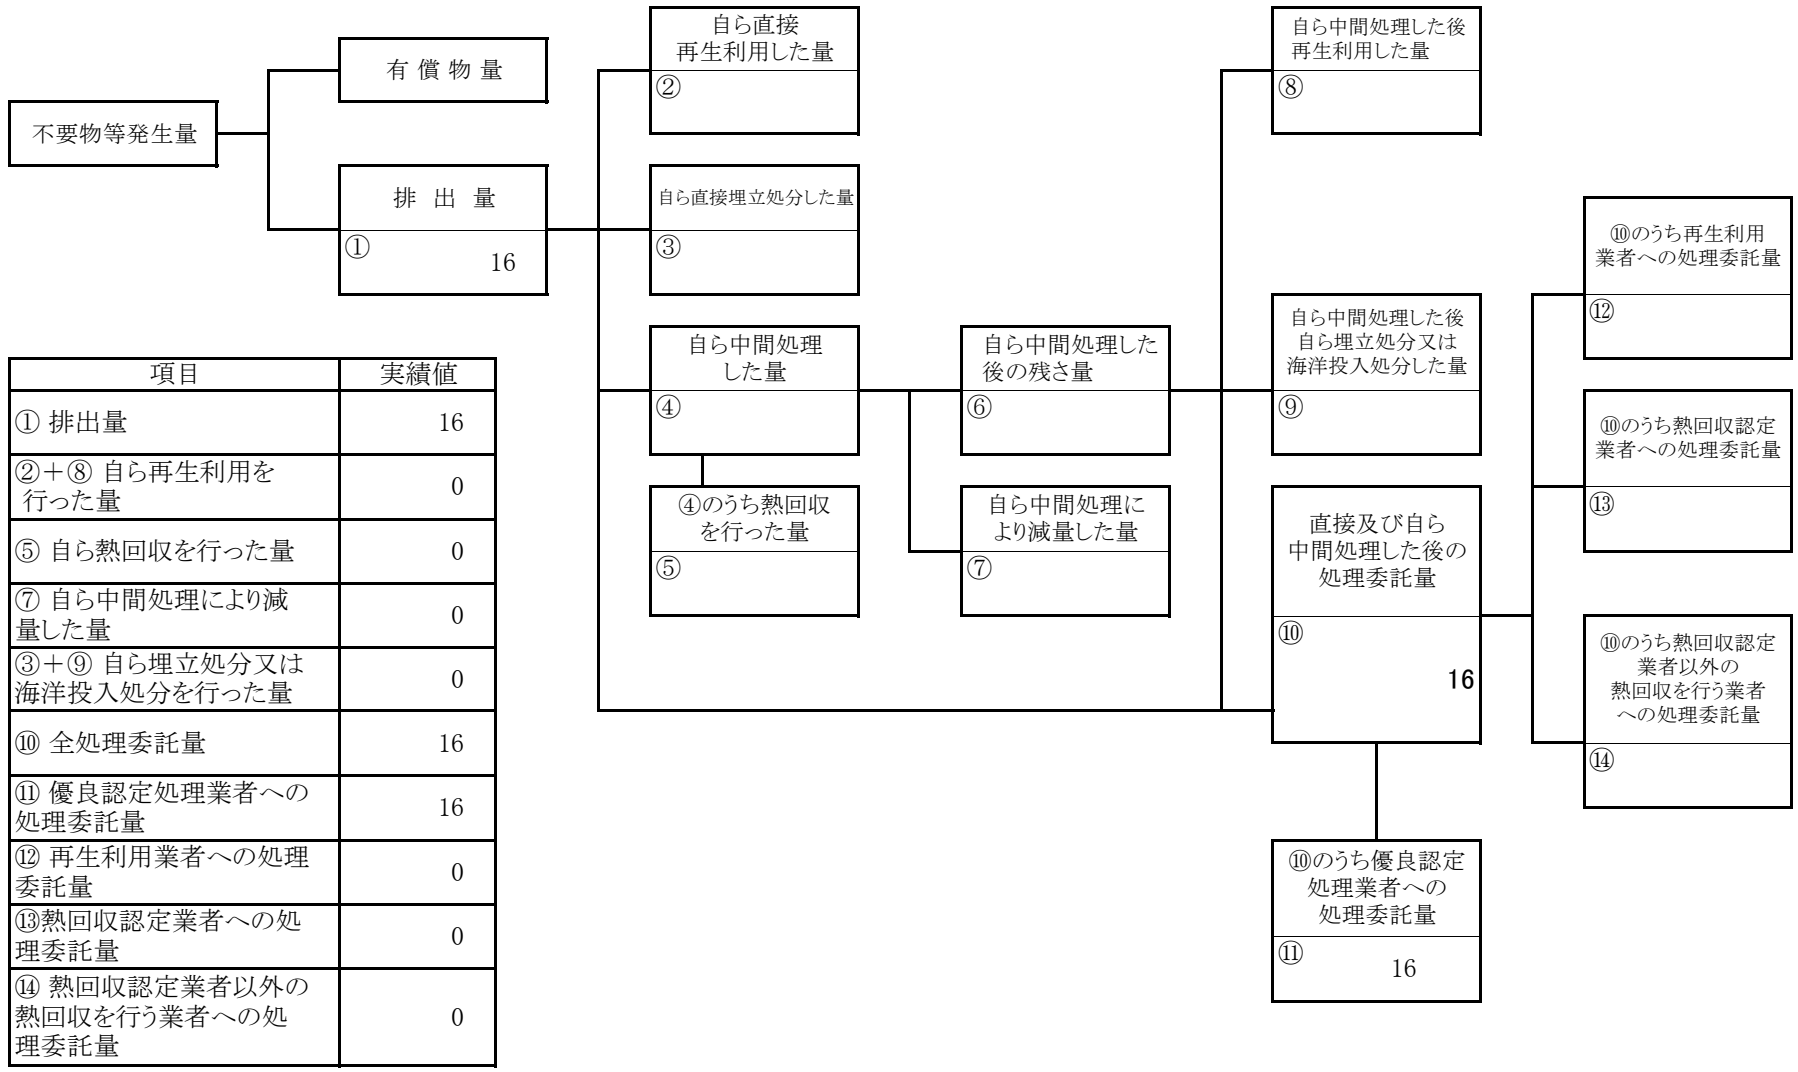 不要物等発生量
有 償 物 量
排 出 量
①
16
自ら直接
再生利用した量
②
自ら直接埋立処分した量
③
自ら中間処理
した量
④
④のうち熱回収
を行った量
⑤
自ら中間処理した
後の残さ量
⑥
自ら中間処理に
より減量した量
⑦
自ら中間処理した後
再生利用した量
⑧
自ら中間処理した後
自ら埋立処分又は
海洋投入処分した量
⑨
直接及び自ら
中間処理した後の
処理委託量
⑩
16
⑩のうち優良認定
処理業者への
処理委託量
⑪
16
⑩のうち再生利用
業者への処理委託量
⑫
⑩のうち熱回収認定
業者への処理委託量
⑬
⑩のうち熱回収認定
業者以外の
熱回収を行う業者
への処理委託量
⑭
項目 実績値
① 排出量 16
②+⑧ 自ら再生利用を
行った量 0
⑤ 自ら熱回収を行った量 0
⑦ 自ら中間処理により減
量した量 0
③+⑨ 自ら埋立処分又は
海洋投入処分を行った量 0
⑩ 全処理委託量 16
⑪ 優良認定処理業者への
処理委託量 16
⑫ 再生利用業者への処理
委託量 0
⑬熱回収認定業者への処
理委託量 0
⑭ 熱回収認定業者以外の
熱回収を行う業者への処
理委託量 0